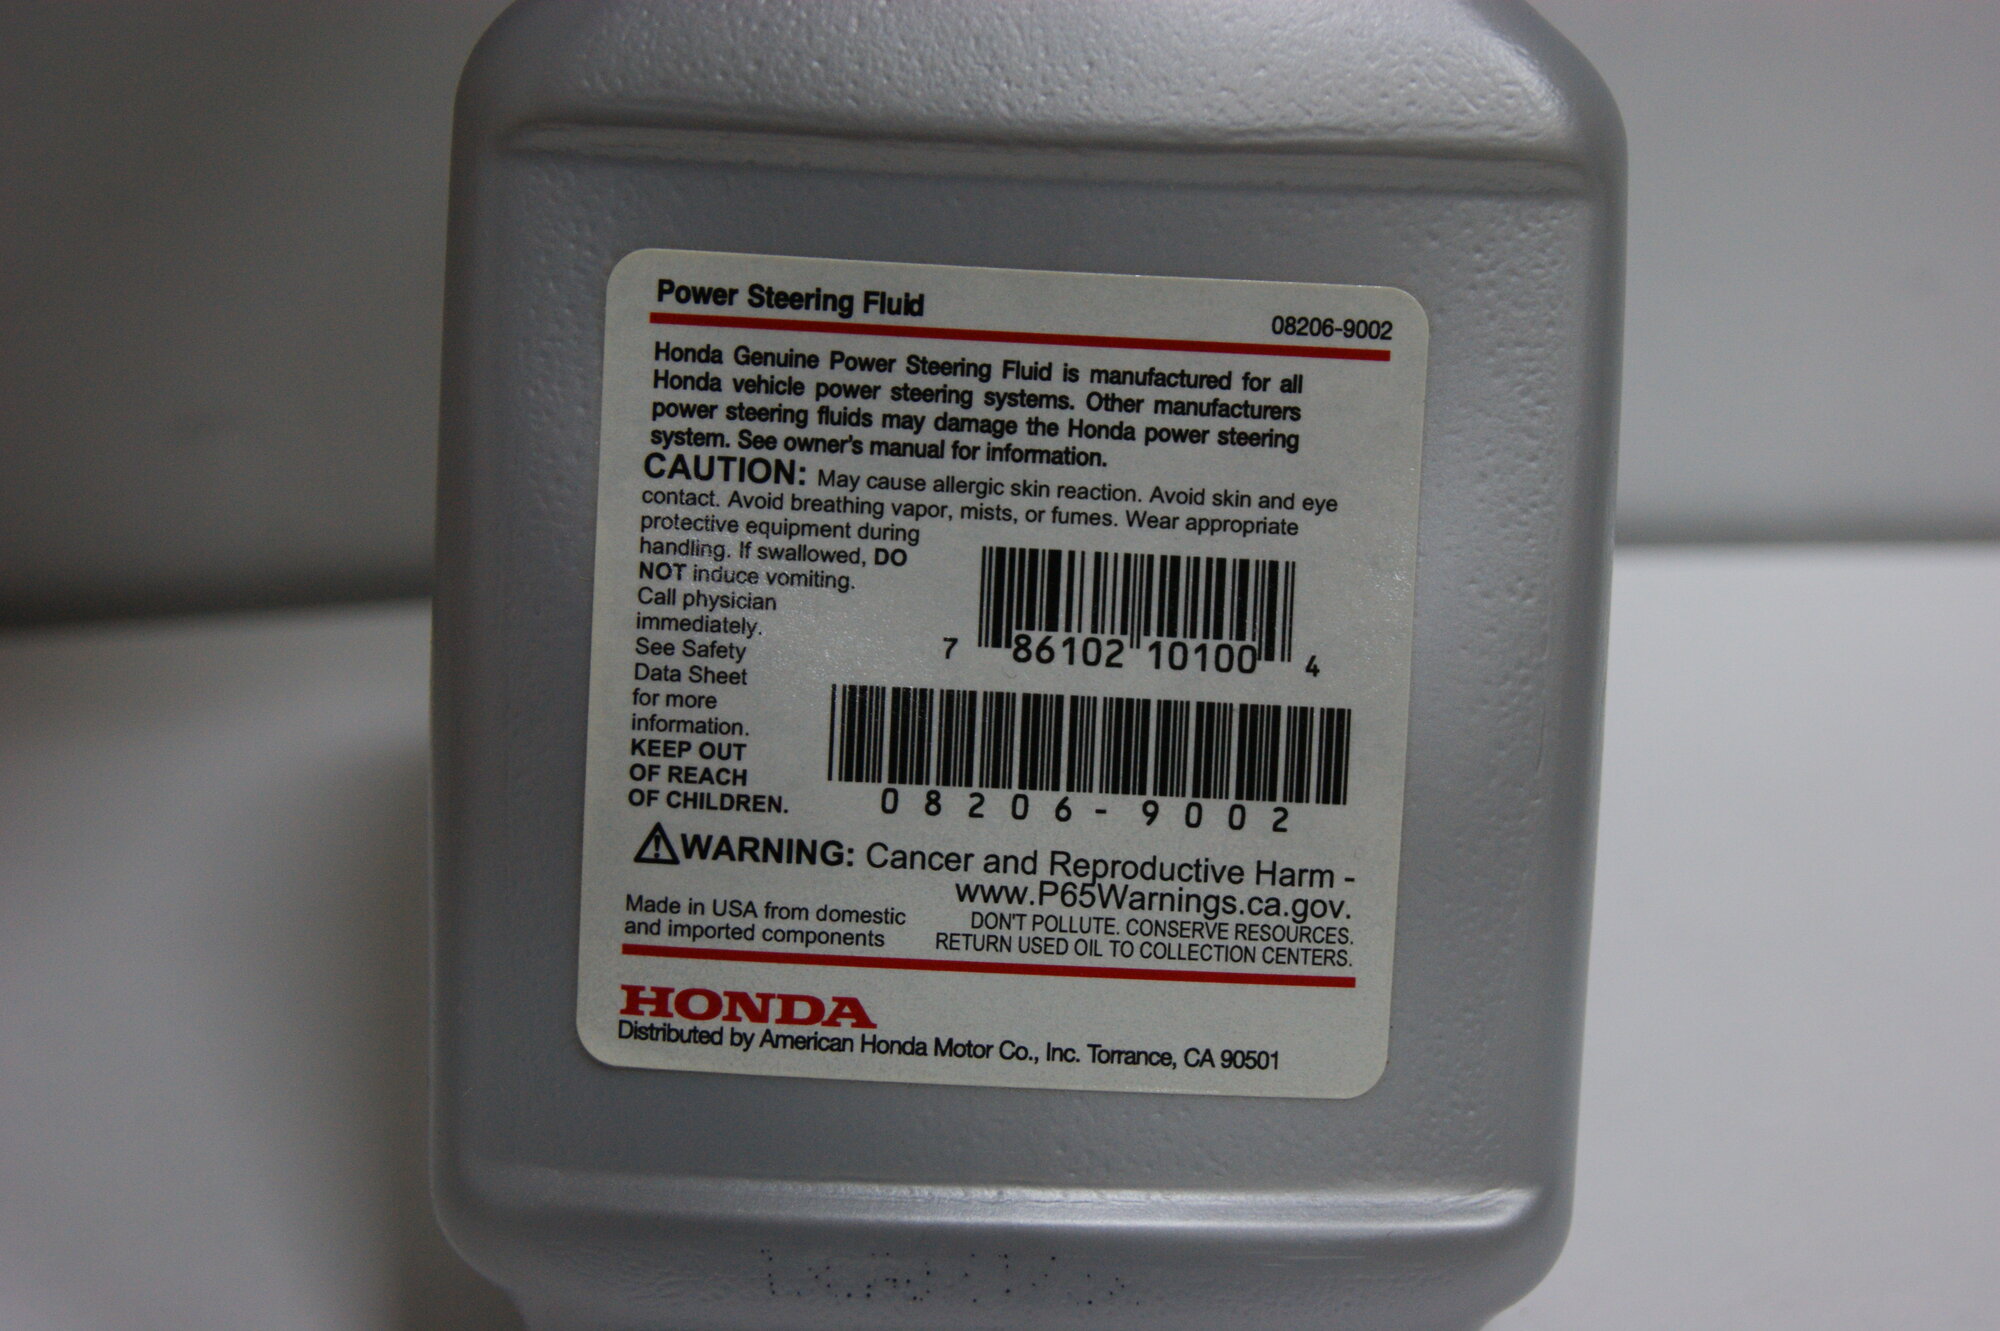 Power Steering Fluid 08206-9002
Honda Genuine Power Steering Fluid is manufactured for all
Honda vehicle power steering systems. Other manufacturers
power steering fluids may damage the Honda power steering
system. See owner's manual for information.
CAUTION: May cause allergic skin reaction. Avoid skin and eye
contact. Avoid breathing vapor, mists, or fumes. Wear appropriate
protective equipment during
handling. If swallowed, DO
NOT induce vomiting.
Call physician
immediately.
See Safety
Data Sheet
for more
information.
KEEP OUT
OF REACH
OF CHILDREN.
7 86102 10100 4
08206-9002
WARNING: Cancer and Reproductive Harm -
www.P65Warnings.ca.gov.
Made in USA from domestic
and imported components
DON'T POLLUTE. CONSERVE RESOURCES.
RETURN USED OIL TO COLLECTION CENTERS.
HONDA
Distributed by American Honda Motor Co., Inc. Torrance, CA 90501